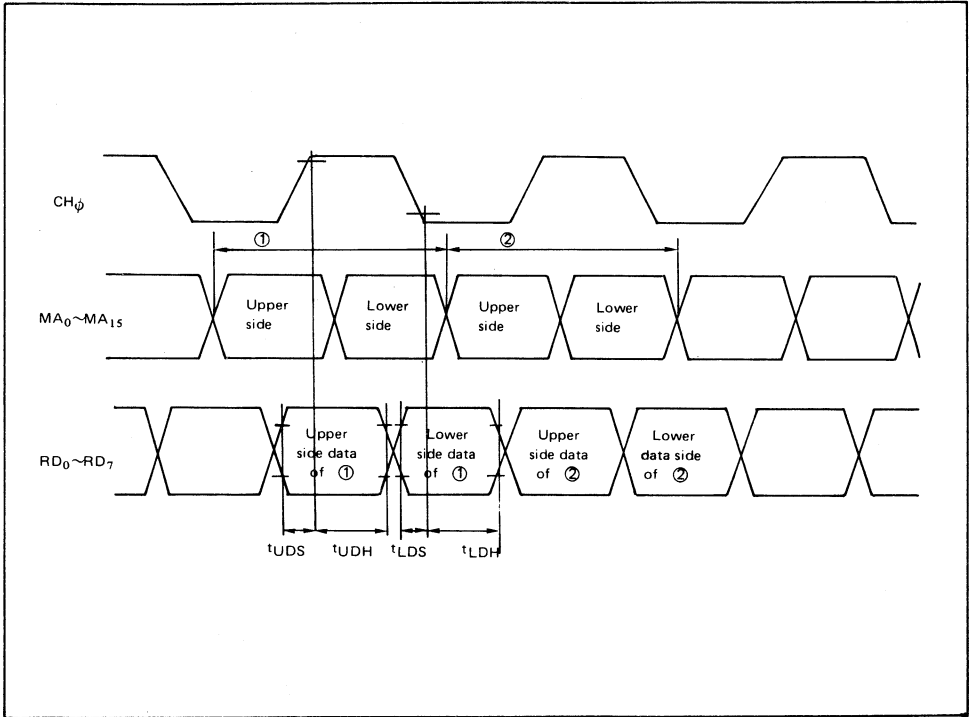 CHφ
① ②
MA₀~MA₁₅
Upper side
Lower side
Upper side
Lower side
RD₀~RD₇
Upper side data of ①
Lower side data of ①
Upper side data of ②
Lower data side of ②
tUDS tUDH tLDS tLDH